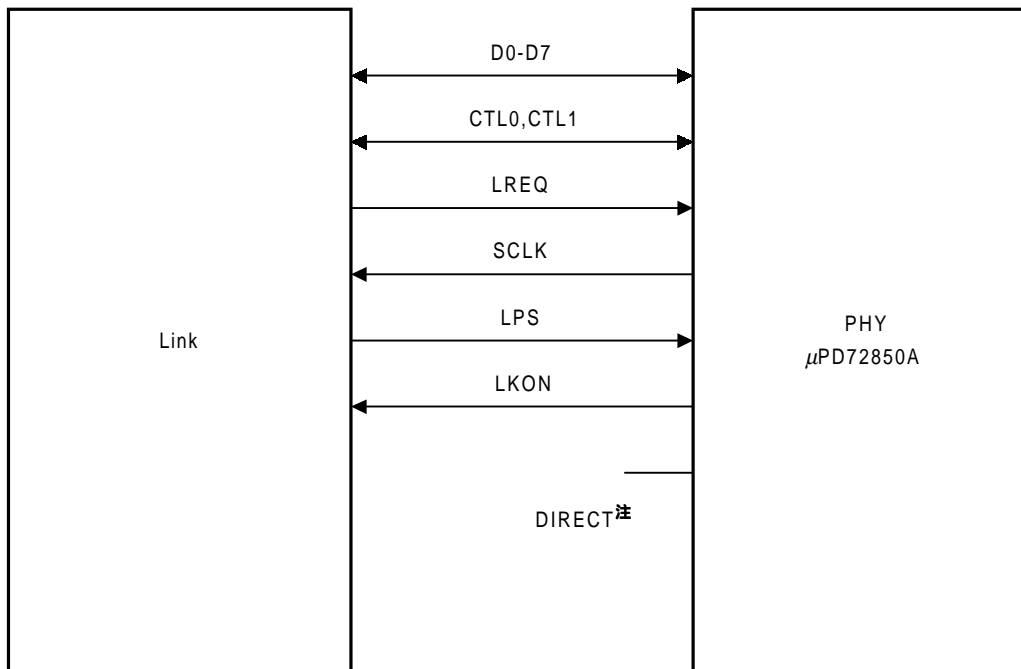 D0-D7
CTL0,CTL1
LREQ
SCLK
LPS
Link
PHY
μPD72850A
LKON
DIRECT注